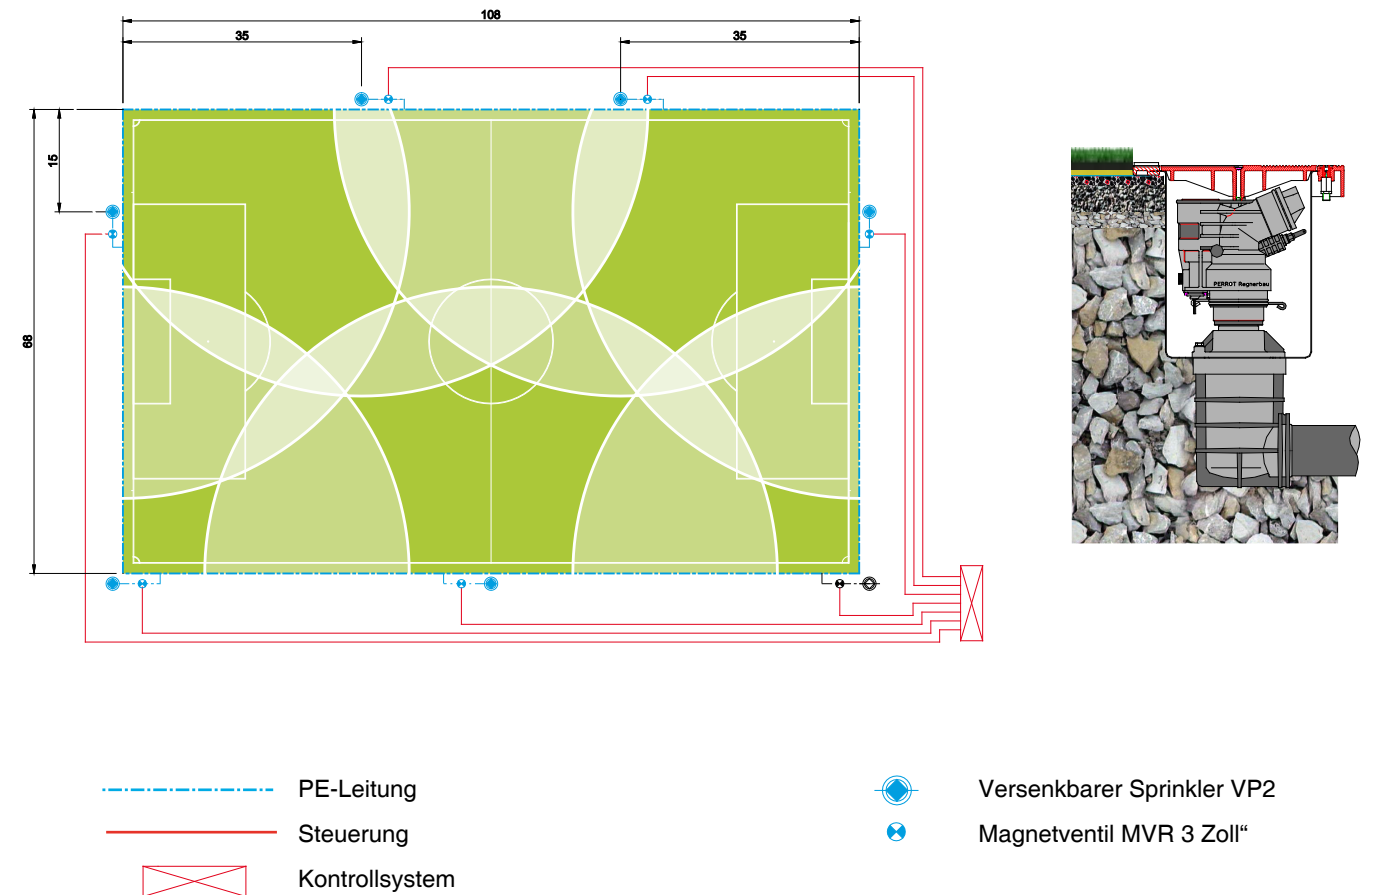 108
35
35
15
68
PERROT Regnerbau
PE-Leitung
Steuerung
Kontrollsystem
Versenkbarer Sprinkler VP2
Magnetventil MVR 3 Zoll“